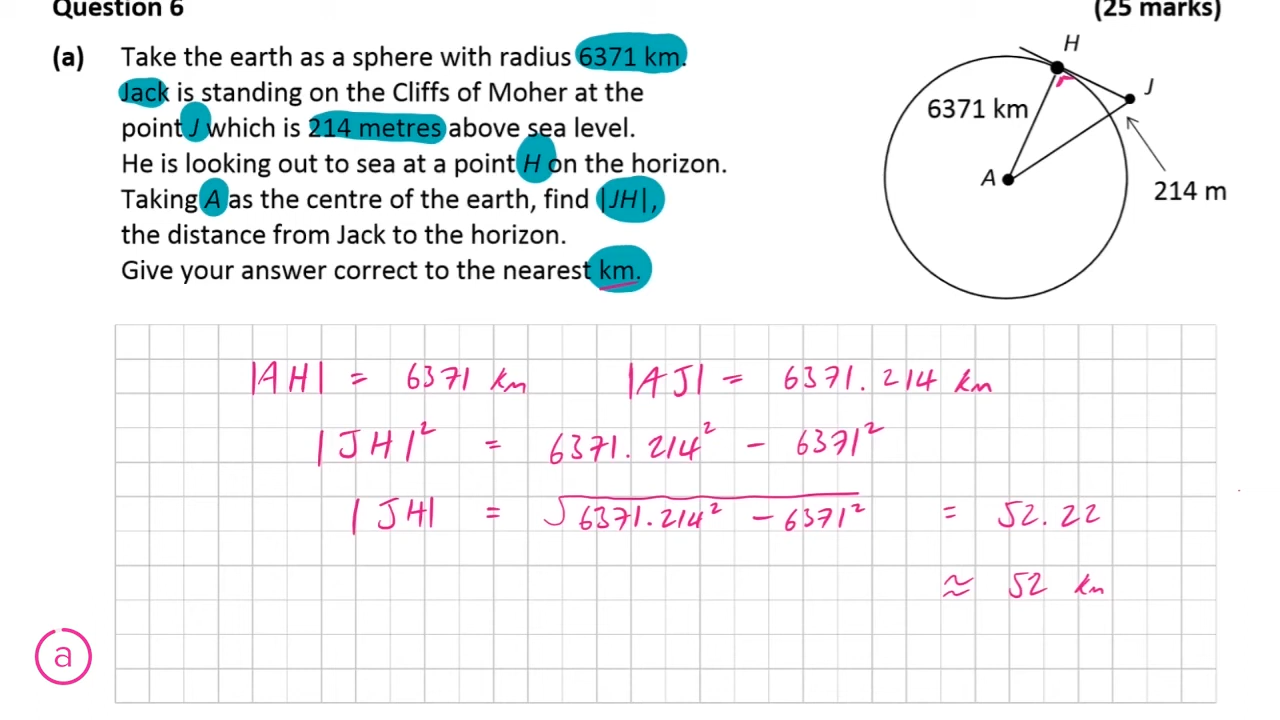 Question 6 (25 marks)
(a) Take the earth as a sphere with radius 6371 km.
Jack is standing on the Cliffs of Moher at the
point J which is 214 metres above sea level.
He is looking out to sea at a point H on the horizon.
Taking A as the centre of the earth, find |JH|,
the distance from Jack to the horizon.
Give your answer correct to the nearest km.
H
J
6371 km
A
214 m
|AH| = 6371 km |AJ| = 6371.214 km
|JH|² = 6371.214² - 6371²
|JH| = √6371.214² - 6371² = 52.22
≈ 52 km
a